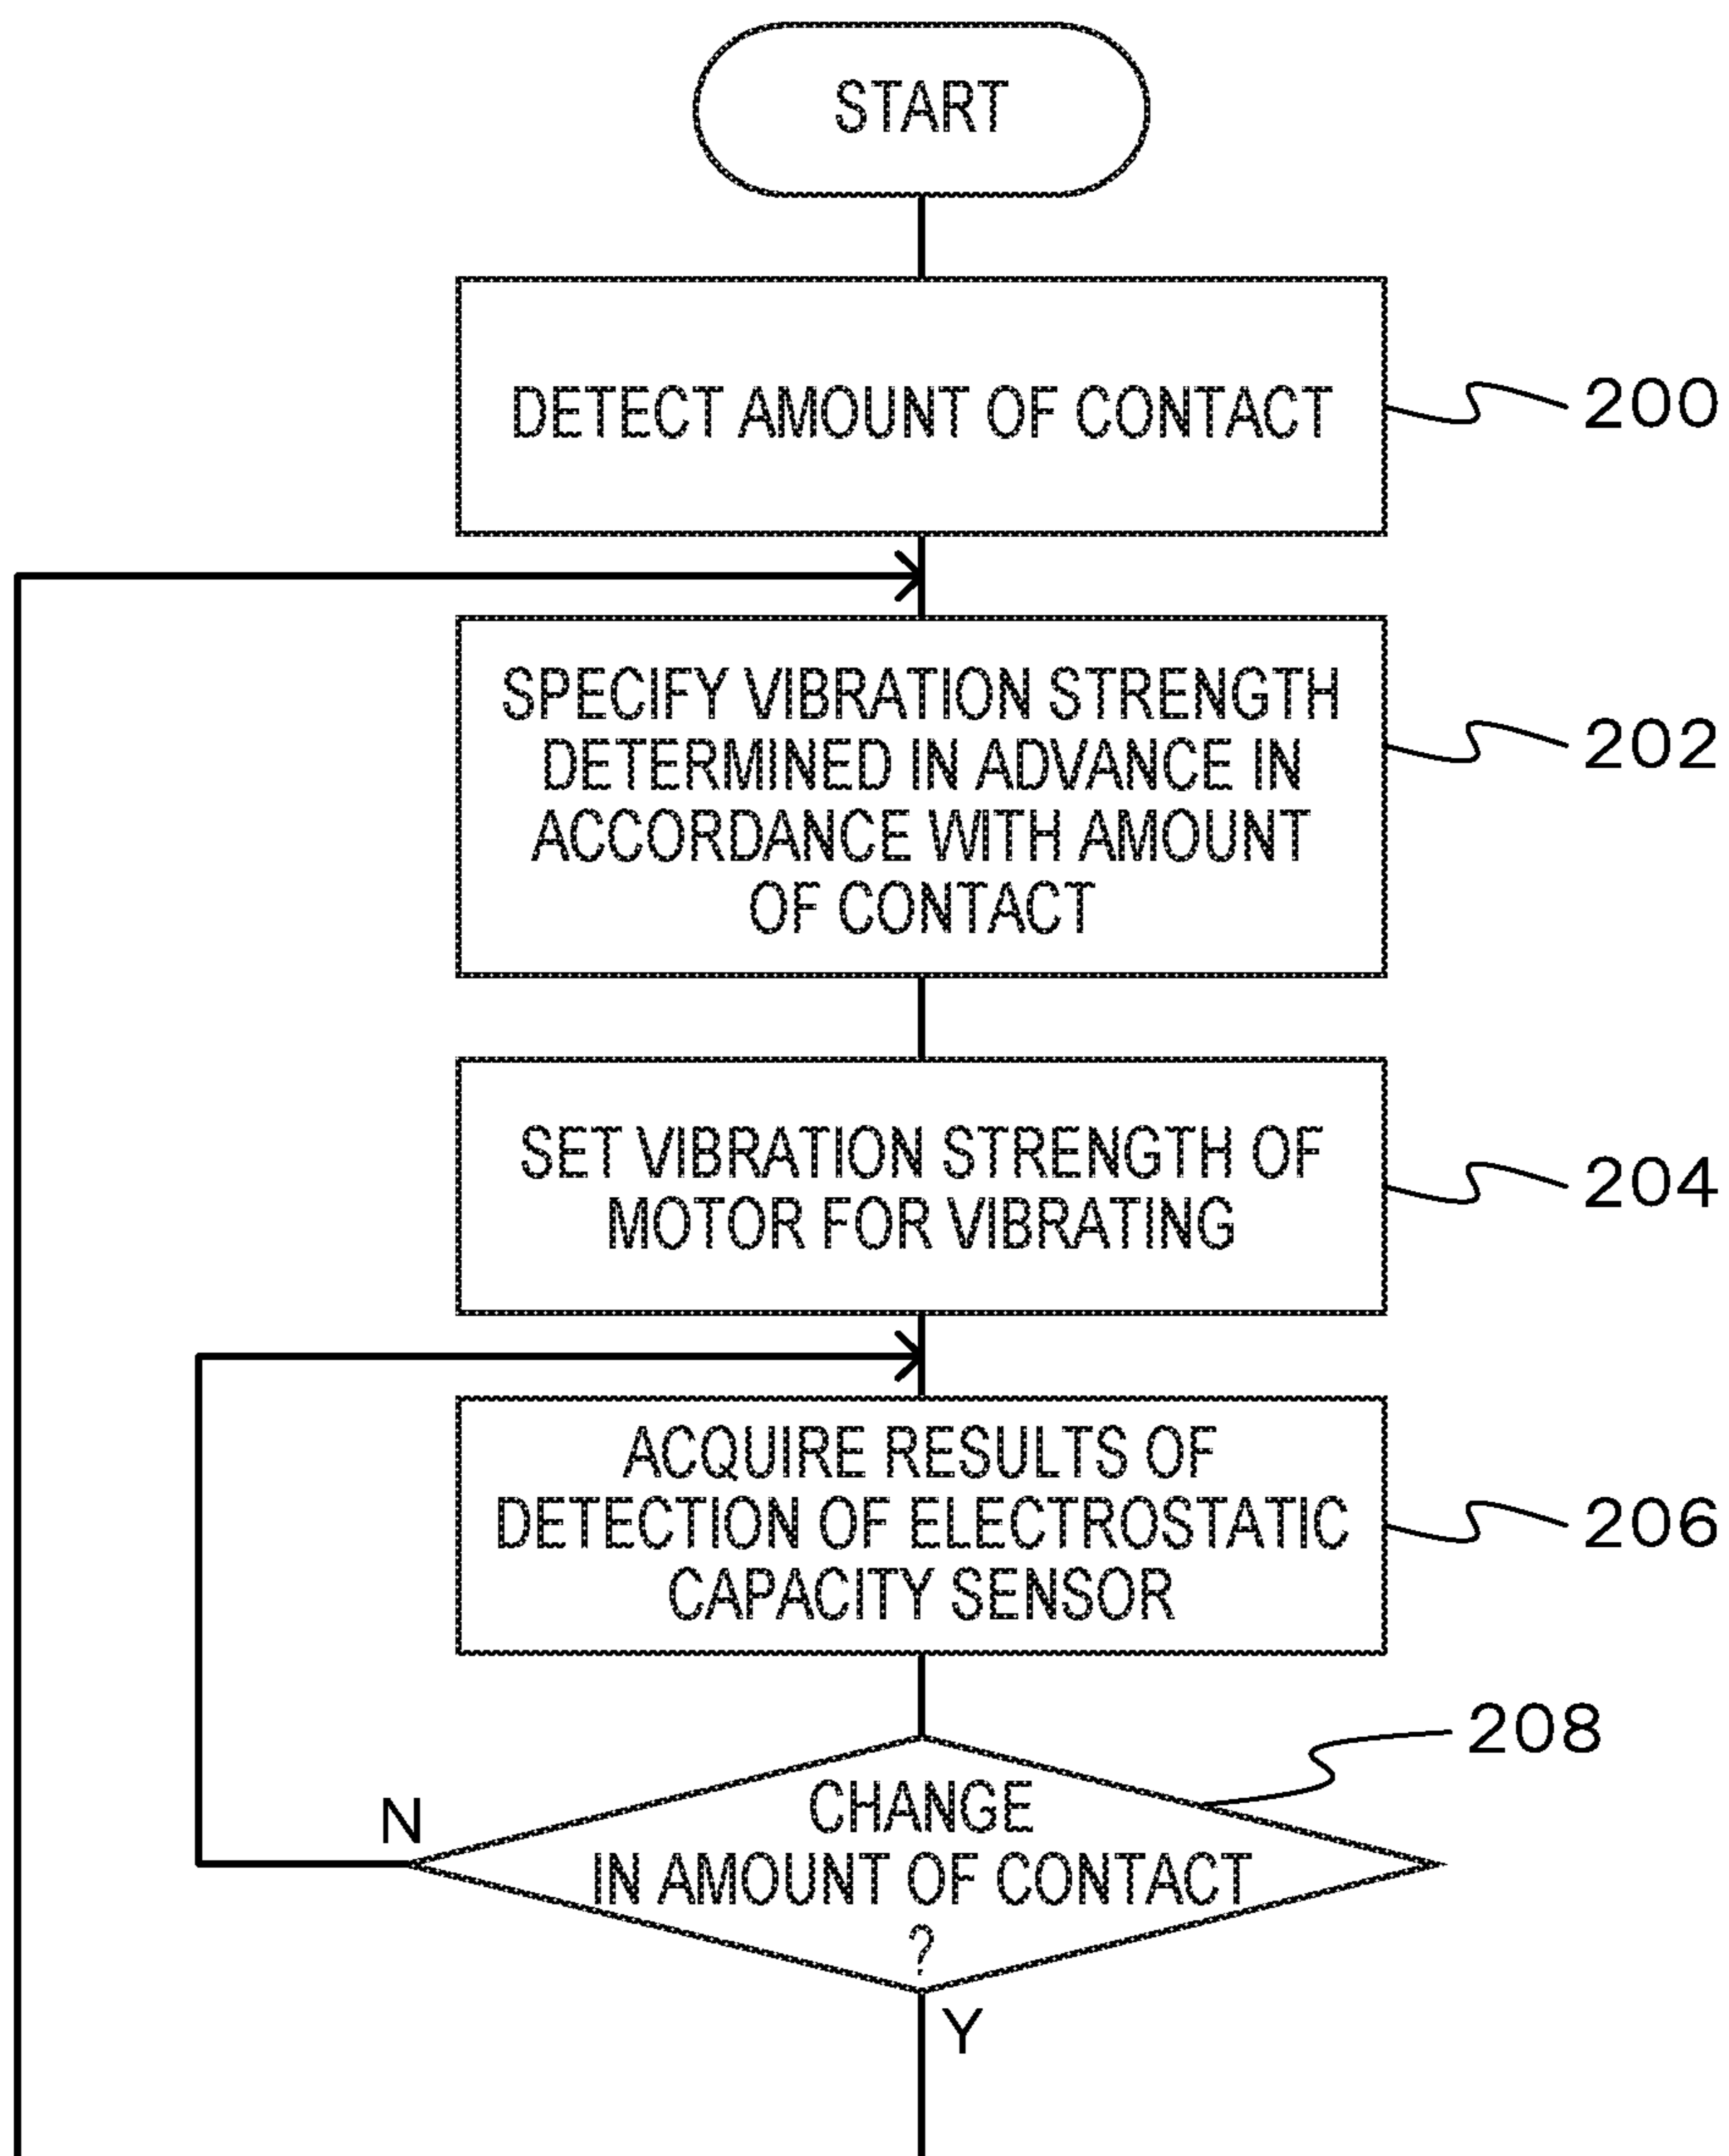 START
DETECT AMOUNT OF CONTACT
200
SPECIFY VIBRATION STRENGTH
DETERMINED IN ADVANCE IN
ACCORDANCE WITH AMOUNT
OF CONTACT
202
SET VIBRATION STRENGTH OF
MOTOR FOR VIBRATING
204
ACQUIRE RESULTS OF
DETECTION OF ELECTROSTATIC
CAPACITY SENSOR
206
208
CHANGE
IN AMOUNT OF CONTACT
?
N
Y